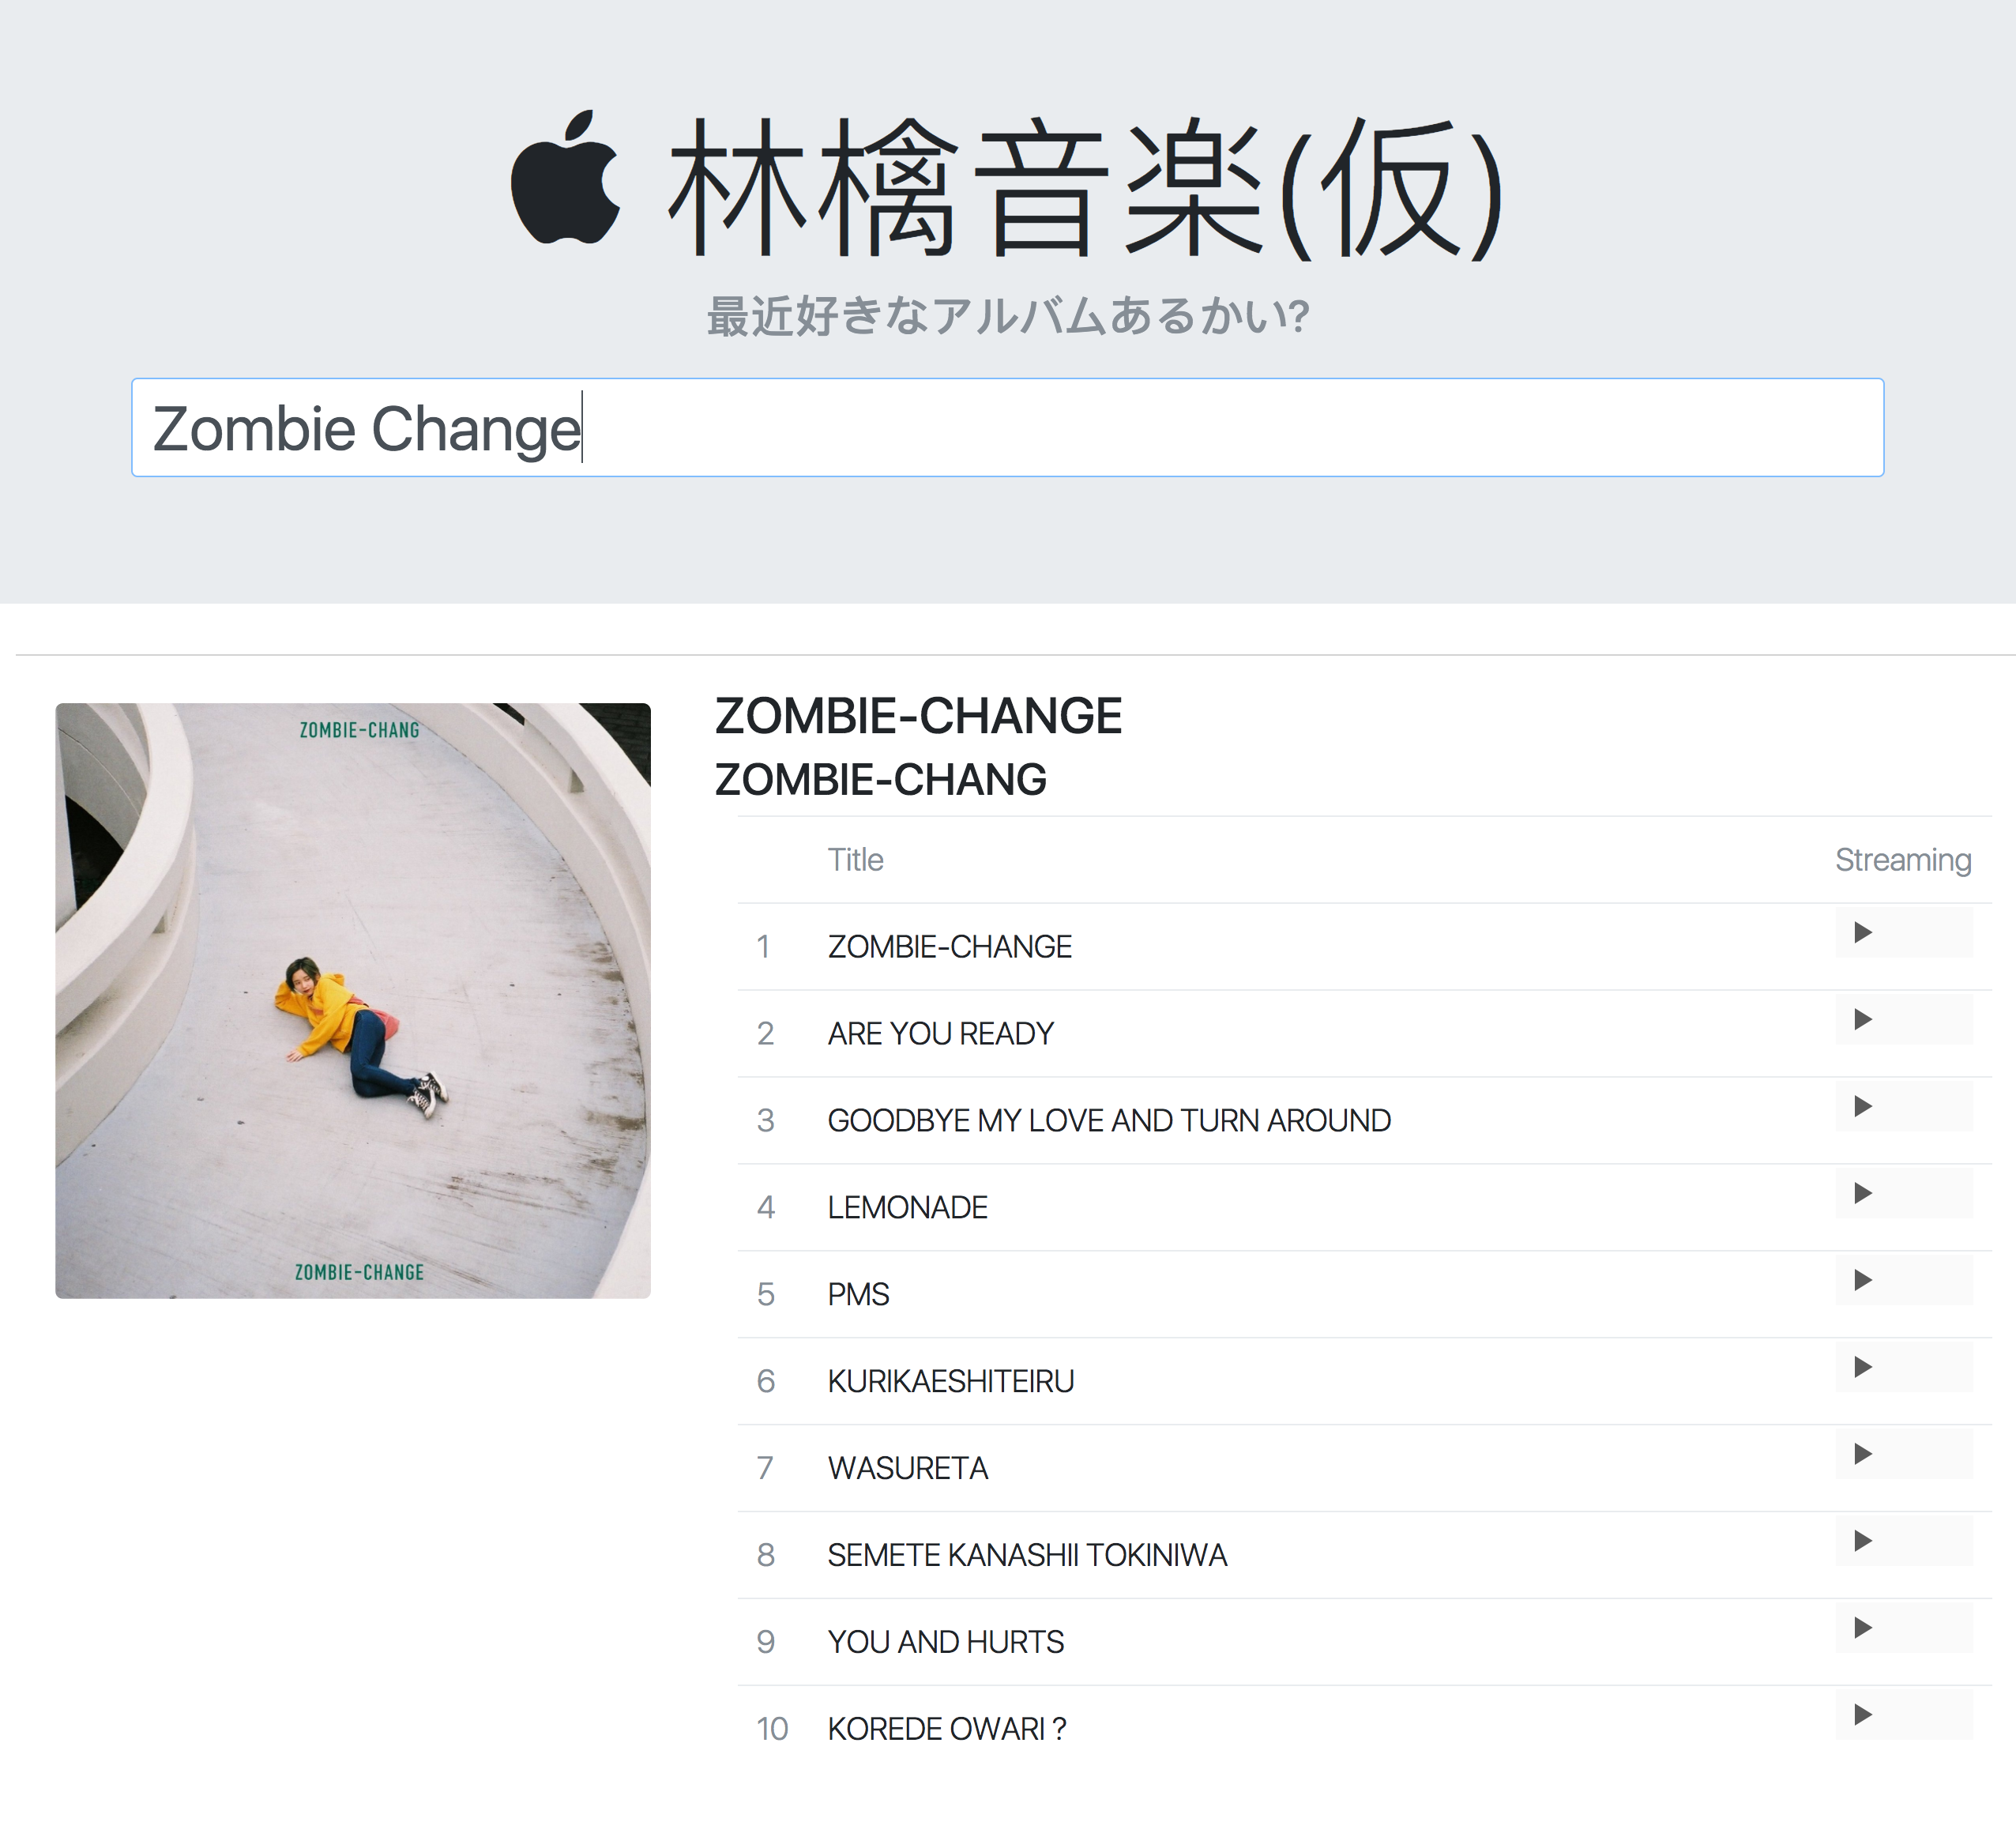 林檎音楽(仮)
最近好きなアルバムあるかい?
Zombie Change
ZOMBIE-CHANG
ZOMBIE-CHANGE
ZOMBIE-CHANGE
ZOMBIE-CHANG
Title Streaming
1 ZOMBIE-CHANGE
2 ARE YOU READY
3 GOODBYE MY LOVE AND TURN AROUND
4 LEMONADE
5 PMS
6 KURIKAESHITEIRU
7 WASURETA
8 SEMETE KANASHII TOKINIWA
9 YOU AND HURTS
10 KOREDE OWARI ?